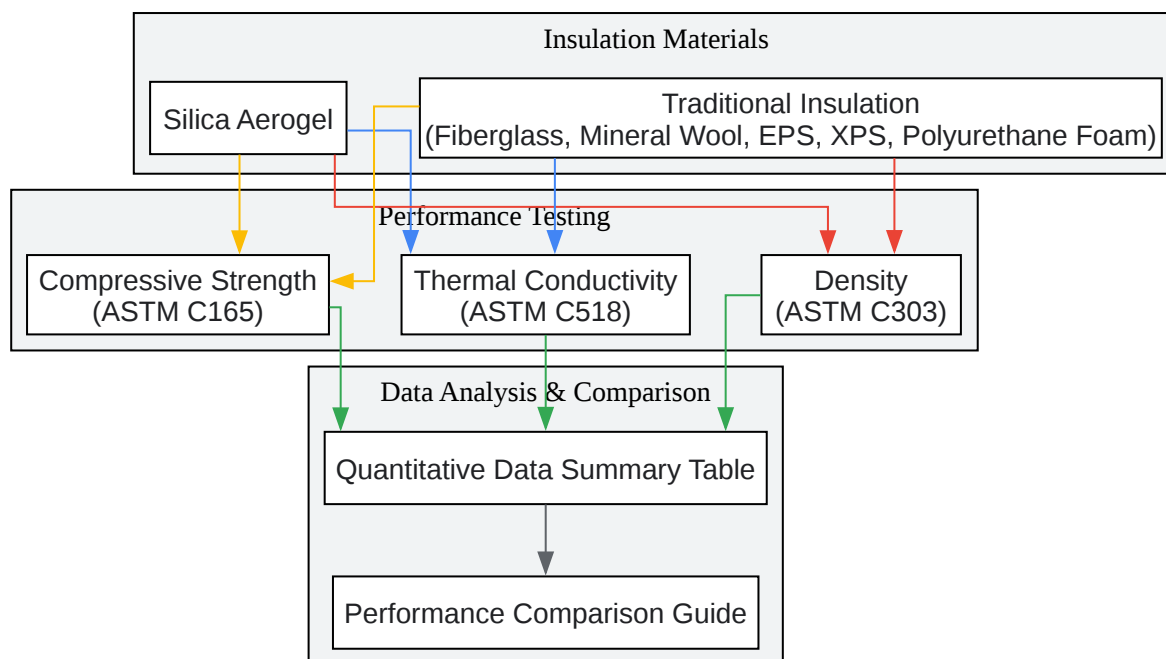 Insulation Materials
Silica Aerogel
Traditional Insulation
(Fiberglass, Mineral Wool, EPS, XPS, Polyurethane Foam)
Performance Testing
Compressive Strength
(ASTM C165)
Thermal Conductivity
(ASTM C518)
Density
(ASTM C303)
Data Analysis & Comparison
Quantitative Data Summary Table
Performance Comparison Guide